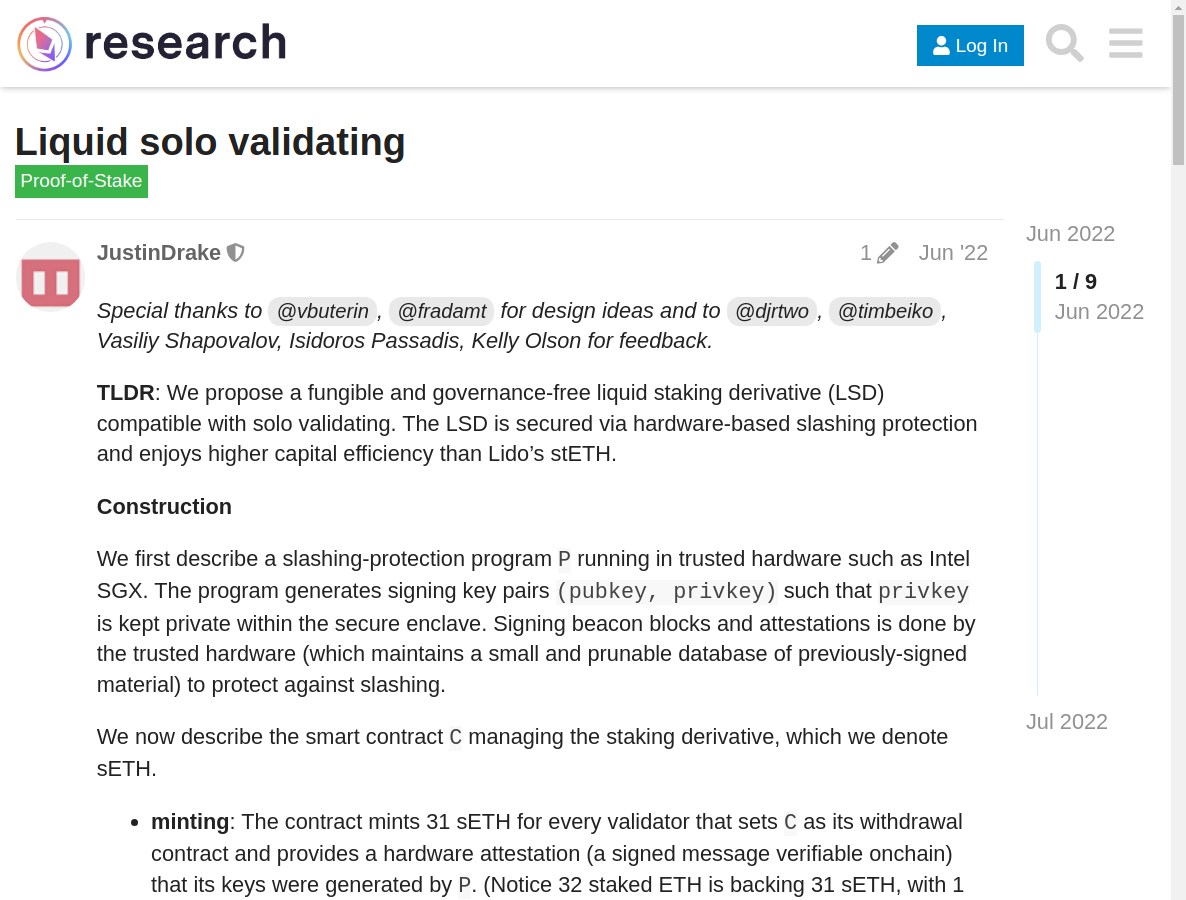 research
Log In
Liquid solo validating
Proof-of-Stake
JustinDrake
1
Jun '22
Special thanks to @vbuterin, @fradamt for design ideas and to @djrtwo, @timbeiko,
Vasiliy Shapovalov, Isidoros Passadis, Kelly Olson for feedback.
TLDR: We propose a fungible and governance-free liquid staking derivative (LSD)
compatible with solo validating. The LSD is secured via hardware-based slashing protection
and enjoys higher capital efficiency than Lido’s stETH.
Construction
We first describe a slashing-protection program P running in trusted hardware such as Intel
SGX. The program generates signing key pairs (pubkey, privkey) such that privkey
is kept private within the secure enclave. Signing beacon blocks and attestations is done by
the trusted hardware (which maintains a small and prunable database of previously-signed
material) to protect against slashing.
We now describe the smart contract C managing the staking derivative, which we denote
sETH.
• minting: The contract mints 31 sETH for every validator that sets C as its withdrawal
contract and provides a hardware attestation (a signed message verifiable onchain)
that its keys were generated by P. (Notice 32 staked ETH is backing 31 sETH, with 1
Jun 2022
1 / 9
Jun 2022
Jul 2022